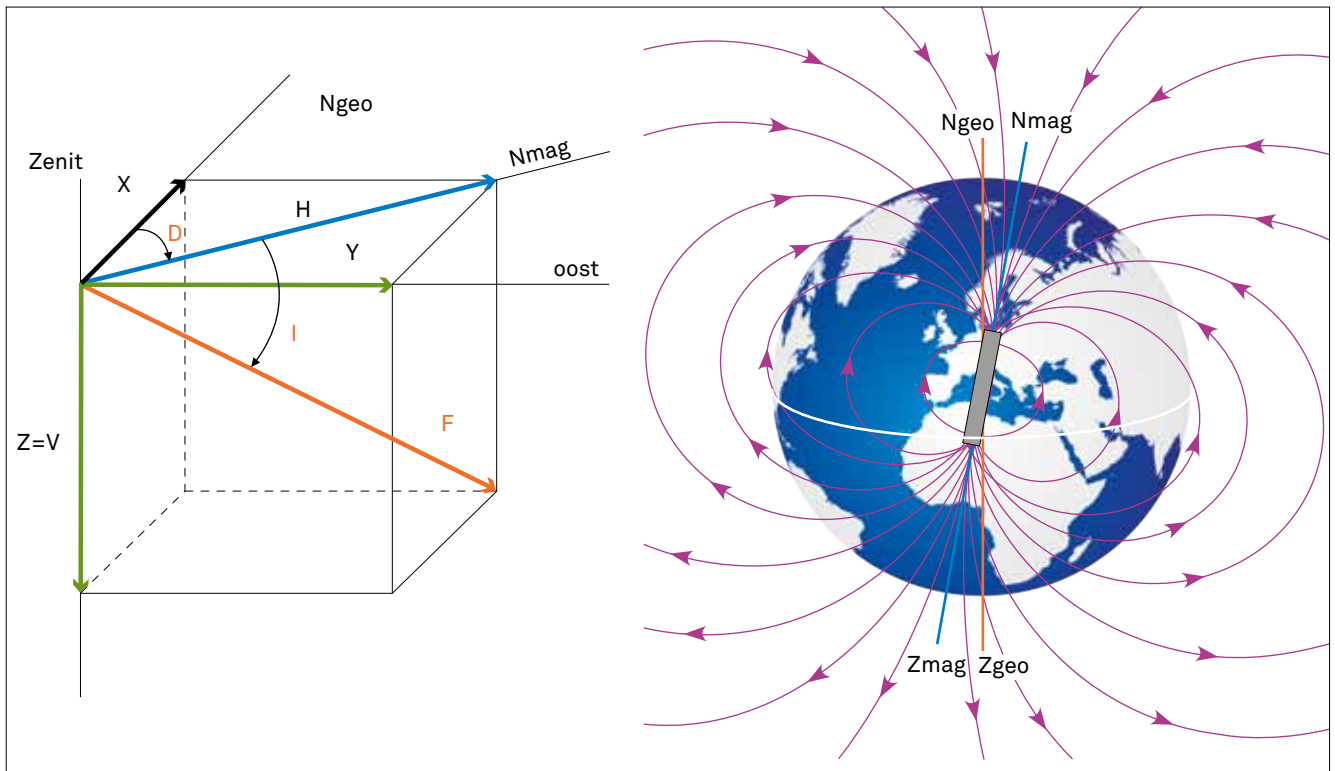 Ngeo
Zenit
Nmag
X
H
D
Y
oost
I
F
Z=V
Ngeo Nmag
Zmag Zgeo